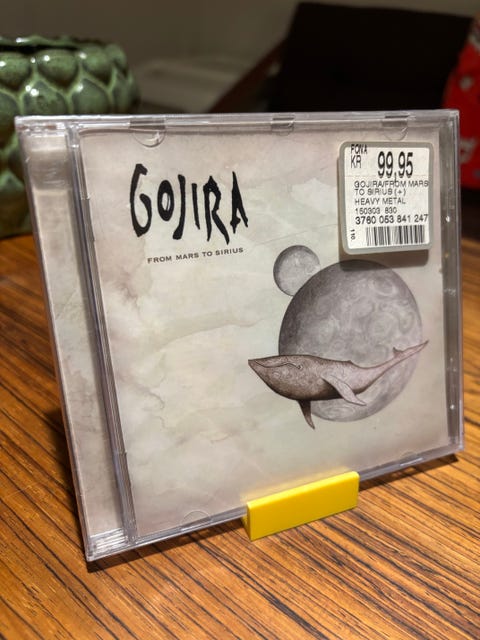 GOJIRA
FROM MARS TO SIRIUS
FONA
KR 99,95
GOJIRA/FROM MARS
TO SIRIUS (+)
HEAVY METAL
150303 830
3760 053 841 247
110